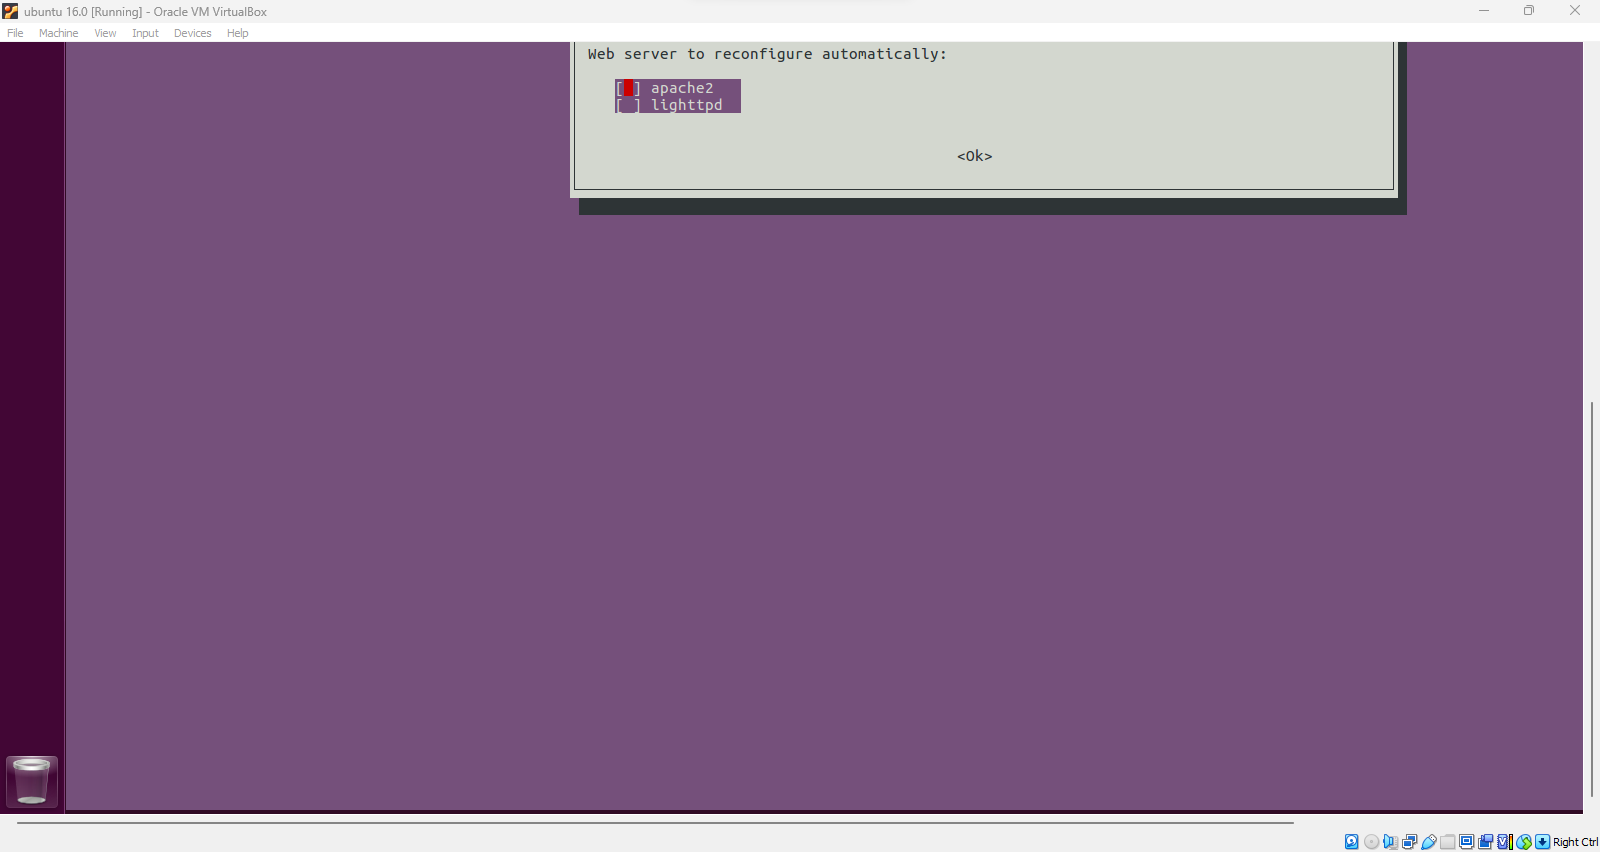 ubuntu 16.0 [Running] - Oracle VM VirtualBox
File Machine View Input Devices Help
Web server to reconfigure automatically:
[ ] apache2
[ ] lighttpd
<Ok>
Right Ctrl